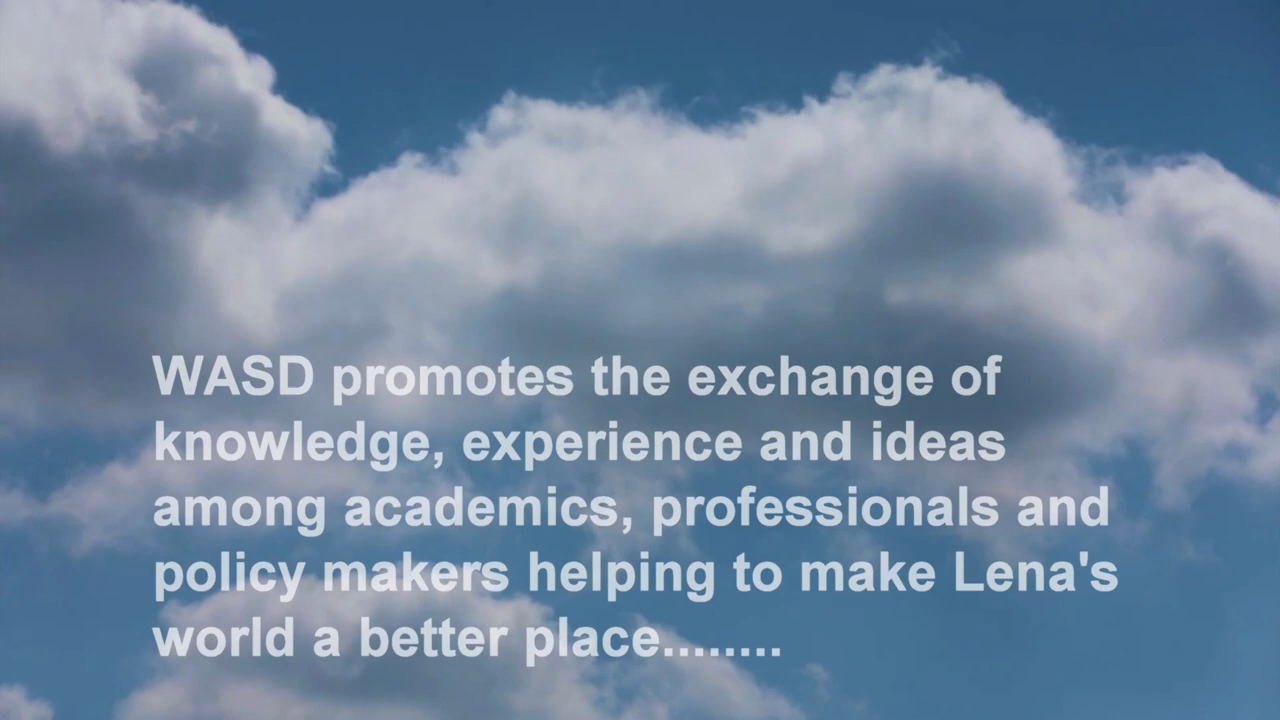 WASD promotes the exchange of
knowledge, experience and ideas
among academics, professionals and
policy makers helping to make Lena's
world a better place........